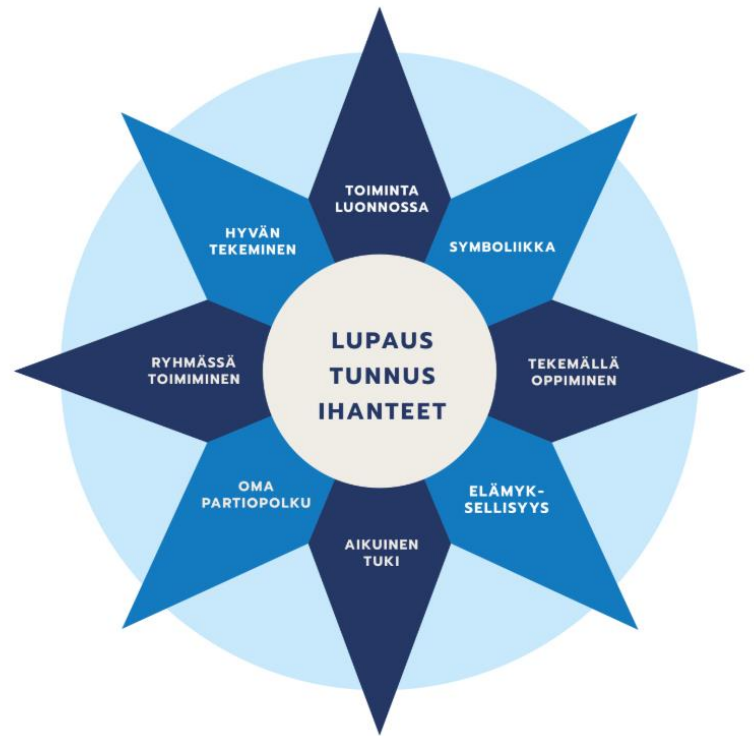 TOIMINTA
LUONNOSSA
SYMBOLIIKKA
TEKEMÄLLÄ
OPPIMINEN
ELÄMYK-
SELLISYYS
AIKUINEN
TUKI
OMA
PARTIOPOLKU
RYHMÄSSÄ
TOIMIMINEN
HYVÄN
TEKEMINEN
LUPAUS
TUNNUS
IHANTEET